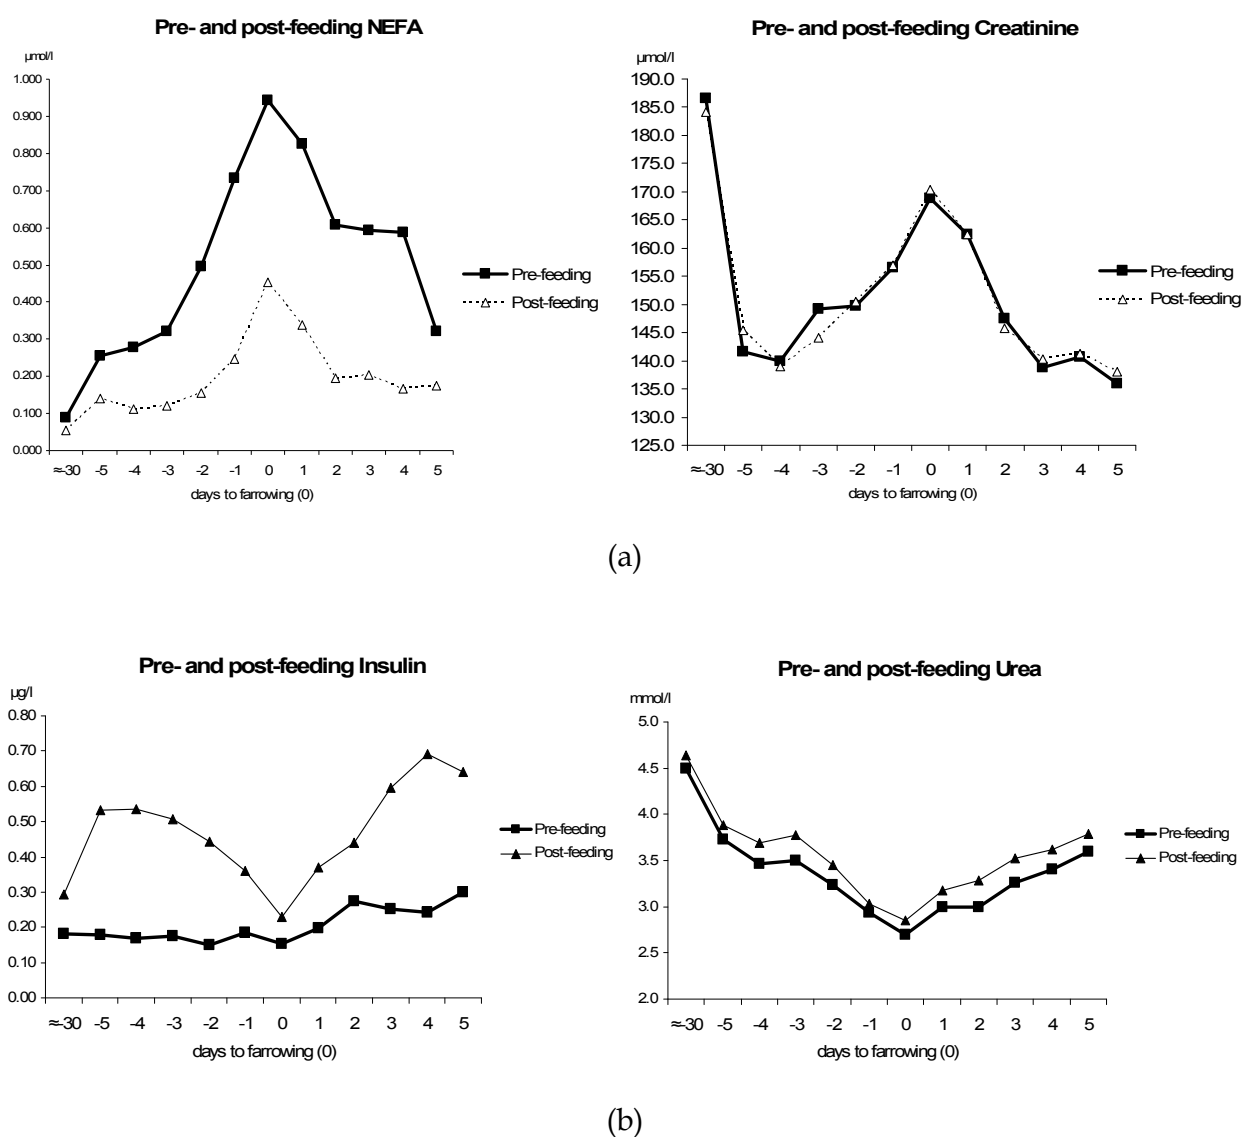 Pre- and post-feeding NEFA
µmol/l
1.000
0.900
0.800
0.700
0.600
0.500
0.400
0.300
0.200
0.100
0.000
≈-30 -5 -4 -3 -2 -1 0 1 2 3 4 5
days to farrowing (0)
Pre-feeding
Post-feeding
Pre- and post-feeding Creatinine
µmol/l
190.0
185.0
180.0
175.0
170.0
165.0
160.0
155.0
150.0
145.0
140.0
135.0
130.0
125.0
≈-30 -5 -4 -3 -2 -1 0 1 2 3 4 5
days to farrowing (0)
Pre-feeding
Post-feeding
(a)
Pre- and post-feeding Insulin
µg/l
0.80
0.70
0.60
0.50
0.40
0.30
0.20
0.10
0.00
≈-30 -5 -4 -3 -2 -1 0 1 2 3 4 5
days to farrowing (0)
Pre-feeding
Post-feeding
Pre- and post-feeding Urea
mmol/l
5.0
4.5
4.0
3.5
3.0
2.5
2.0
≈-30 -5 -4 -3 -2 -1 0 1 2 3 4 5
days to farrowing (0)
Pre-feeding
Post-feeding
(b)